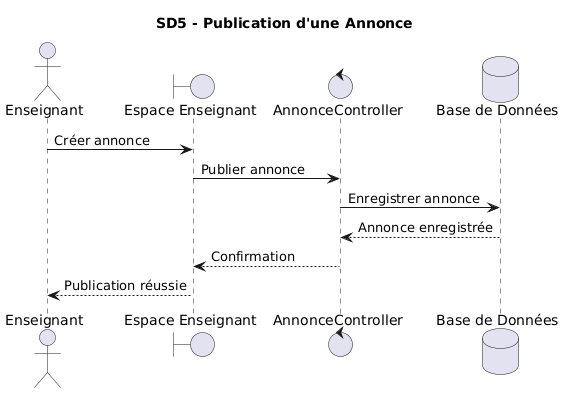 SD5 - Publication d'une Annonce
Enseignant Espace Enseignant AnnonceController Base de Données
Créer annonce
Publier annonce
Enregistrer annonce
Annonce enregistrée
Confirmation
Publication réussie
Enseignant Espace Enseignant AnnonceController Base de Données